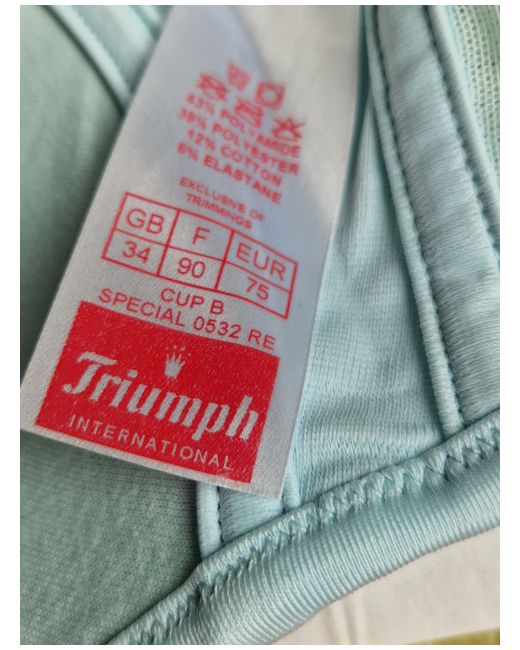 43% POLYAMIDE
39% POLYESTER
12% COTTON
6% ELASTANE
EXCLUSIVE OF
TRIMMINGS
GB F EUR
34 90 75
CUP B
SPECIAL 0532 RE
Triumph
INTERNATIONAL